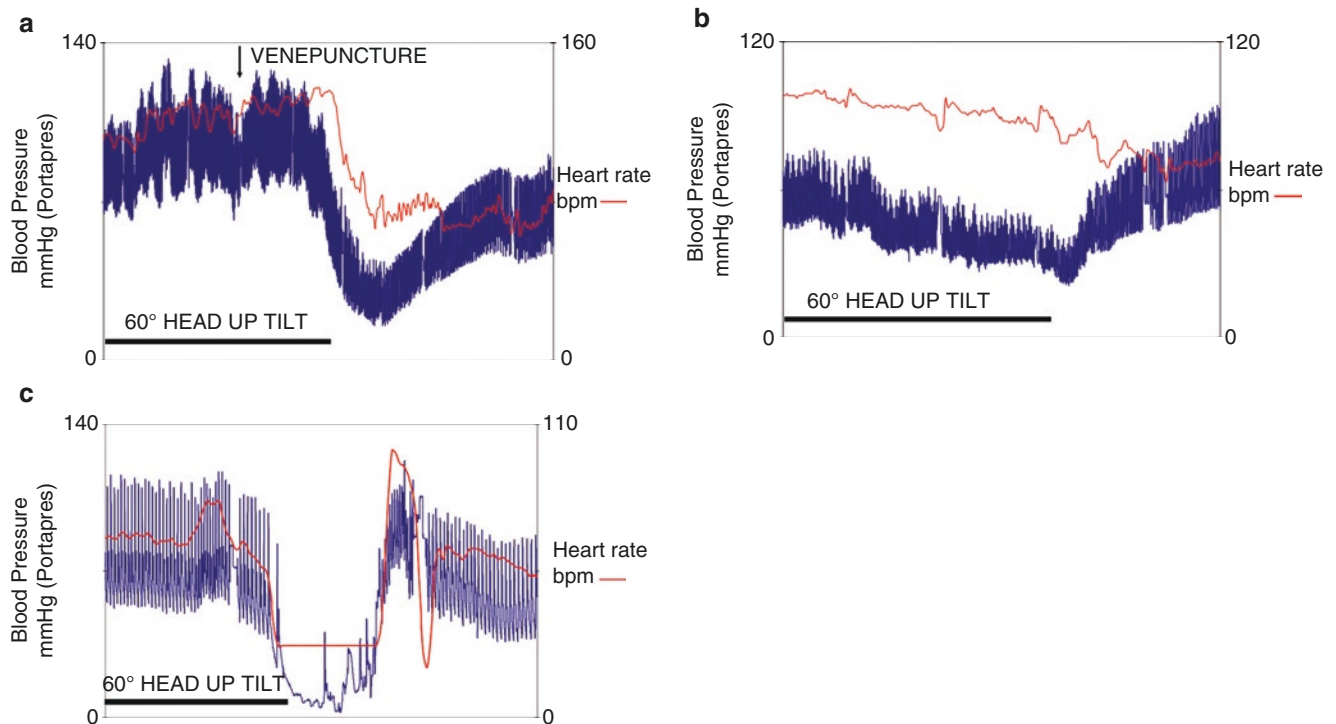 a
140
160
VENEPUNCTURE
Blood Pressure
mmHg (Portapres)
Heart rate
bpm
60° HEAD UP TILT
0
0
b
120
120
Blood Pressure
mmHg (Portapres)
Heart rate
bpm
60° HEAD UP TILT
0
0
c
140
110
Blood Pressure
mmHg (Portapres)
Heart rate
bpm
60° HEAD UP TILT
0
0